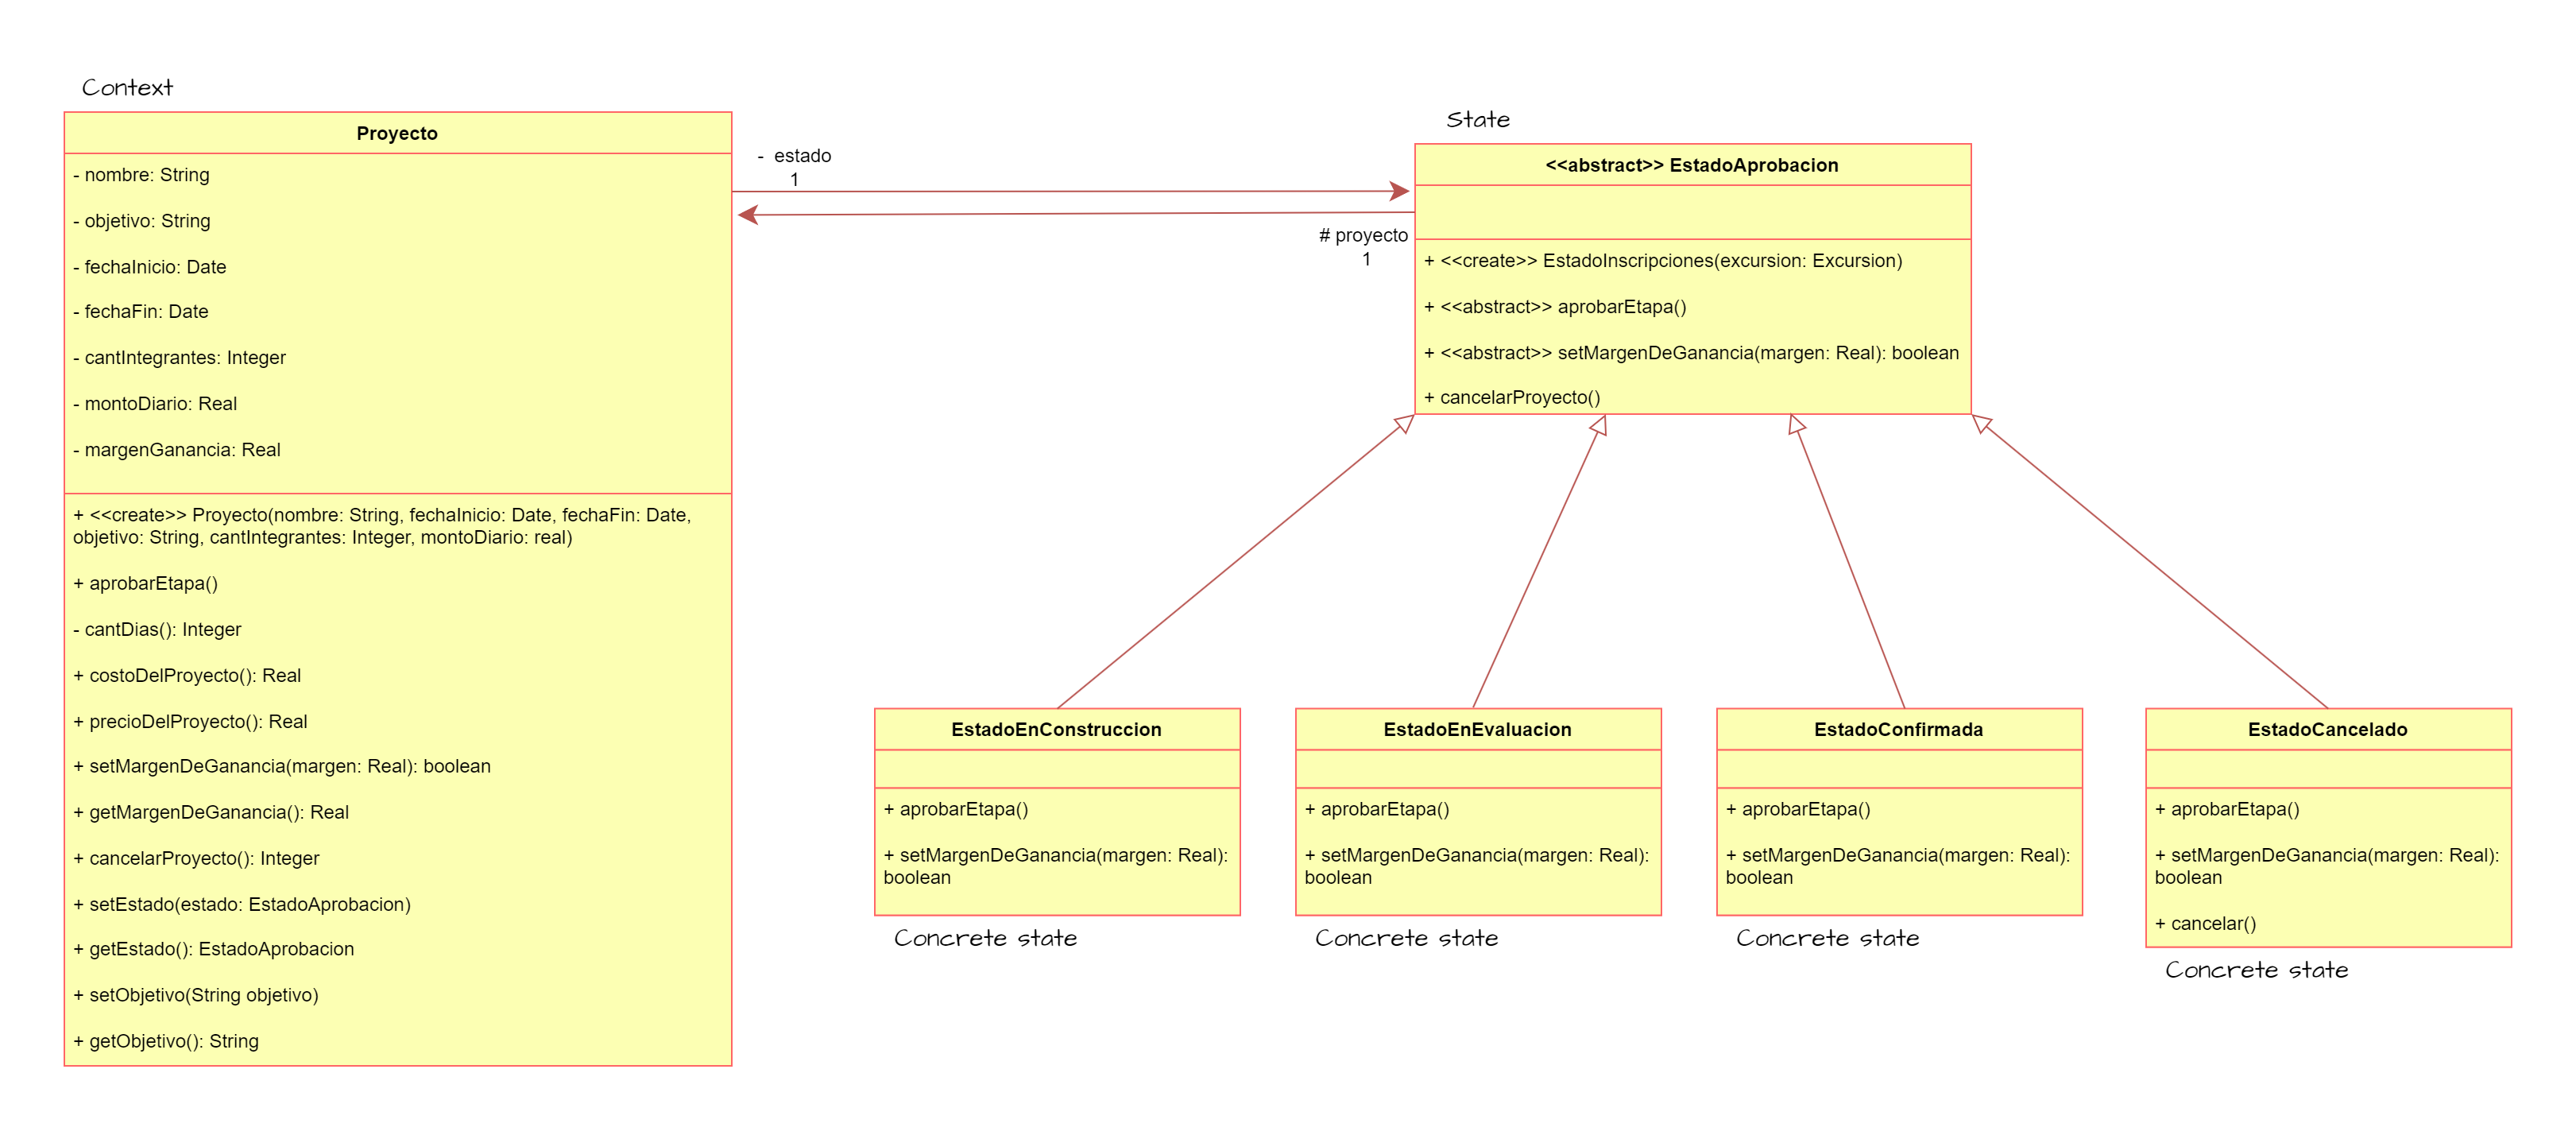 Context
Proyecto
- nombre: String
- objetivo: String
- fechaInicio: Date
- fechaFin: Date
- cantIntegrantes: Integer
- montoDiario: Real
- margenGanancia: Real
+ <<create>> Proyecto(nombre: String, fechaInicio: Date, fechaFin: Date,
objetivo: String, cantIntegrantes: Integer, montoDiario: real)
+ aprobarEtapa()
- cantDias(): Integer
+ costoDelProyecto(): Real
+ precioDelProyecto(): Real
+ setMargenDeGanancia(margen: Real): boolean
+ getMargenDeGanancia(): Real
+ cancelarProyecto(): Integer
+ setEstado(estado: EstadoAprobacion)
+ getEstado(): EstadoAprobacion
+ setObjetivo(String objetivo)
+ getObjetivo(): String
- estado
1
# proyecto
1
State
<<abstract>> EstadoAprobacion
+ <<create>> EstadoInscripciones(excursion: Excursion)
+ <<abstract>> aprobarEtapa()
+ <<abstract>> setMargenDeGanancia(margen: Real): boolean
+ cancelarProyecto()
EstadoEnConstruccion
+ aprobarEtapa()
+ setMargenDeGanancia(margen: Real):
boolean
Concrete state
EstadoEnEvaluacion
+ aprobarEtapa()
+ setMargenDeGanancia(margen: Real):
boolean
Concrete state
EstadoConfirmada
+ aprobarEtapa()
+ setMargenDeGanancia(margen: Real):
boolean
Concrete state
EstadoCancelado
+ aprobarEtapa()
+ setMargenDeGanancia(margen: Real):
boolean
+ cancelar()
Concrete state